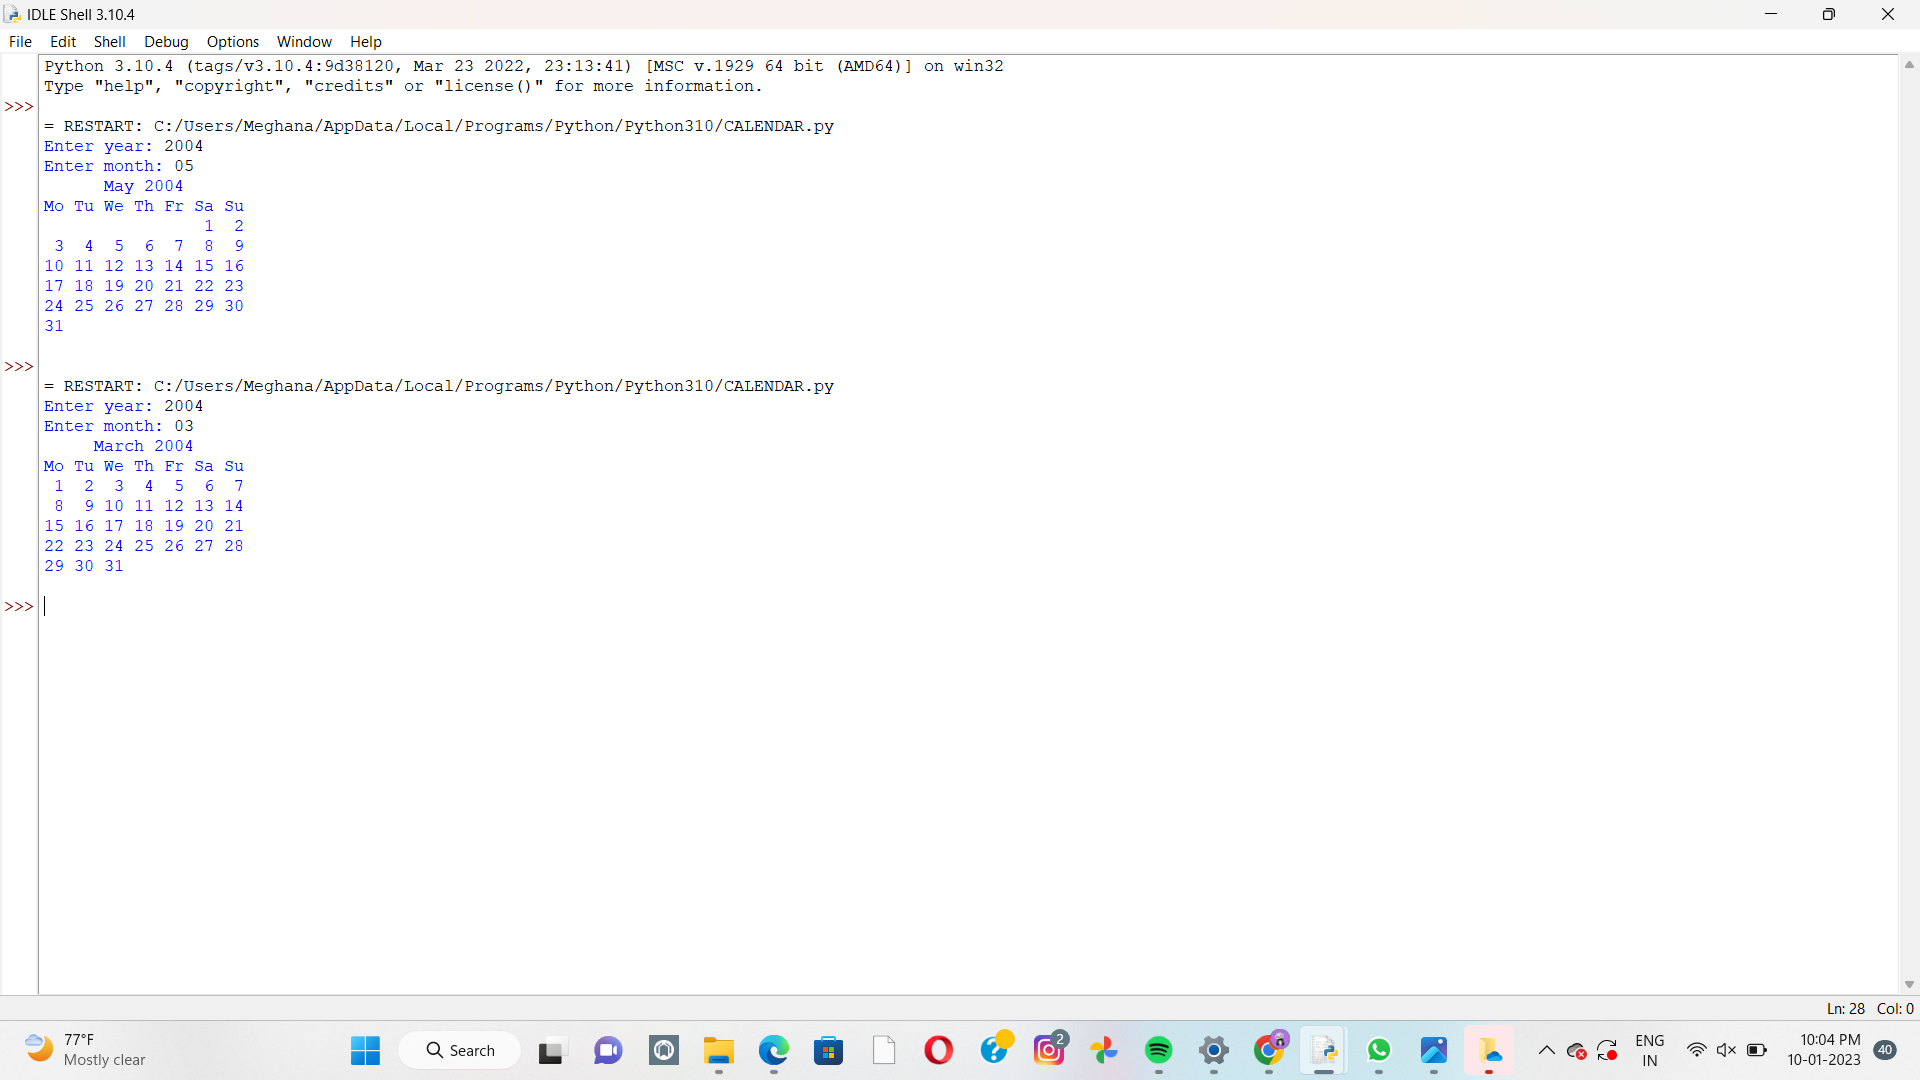 IDLE Shell 3.10.4
File Edit Shell Debug Options Window Help
Python 3.10.4 (tags/v3.10.4:9d38120, Mar 23 2022, 23:13:41) [MSC v.1929 64 bit (AMD64)] on win32
Type "help", "copyright", "credits" or "license()" for more information.
>>>
= RESTART: C:/Users/Meghana/AppData/Local/Programs/Python/Python310/CALENDAR.py
Enter year: 2004
Enter month: 05
      May 2004
Mo Tu We Th Fr Sa Su
                1  2
 3  4  5  6  7  8  9
10 11 12 13 14 15 16
17 18 19 20 21 22 23
24 25 26 27 28 29 30
31
>>>
= RESTART: C:/Users/Meghana/AppData/Local/Programs/Python/Python310/CALENDAR.py
Enter year: 2004
Enter month: 03
     March 2004
Mo Tu We Th Fr Sa Su
 1  2  3  4  5  6  7
 8  9 10 11 12 13 14
15 16 17 18 19 20 21
22 23 24 25 26 27 28
29 30 31
>>>
Ln: 28 Col: 0
77°F
Mostly clear
Search
2
ENG
IN
10:04 PM
10-01-2023
40